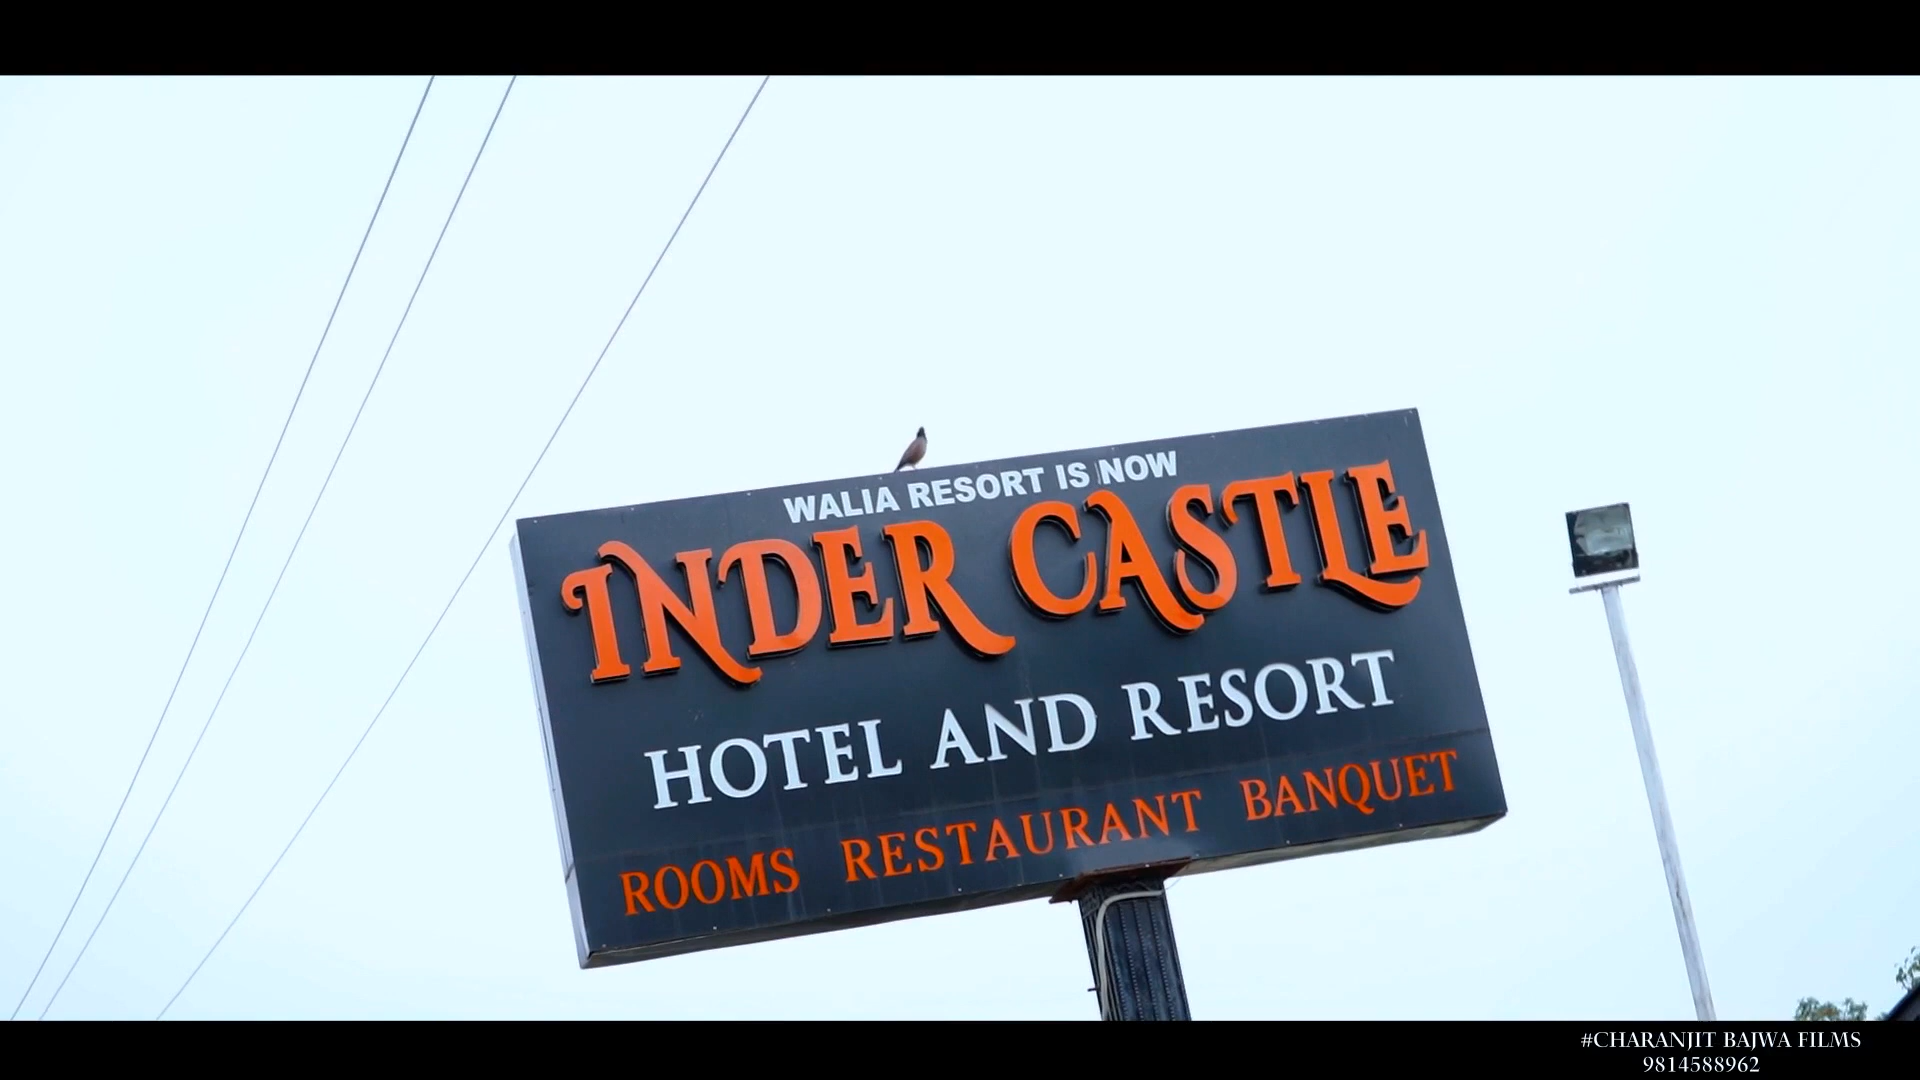 WALIA RESORT IS NOW
INDER CASTLE
HOTEL AND RESORT
ROOMS RESTAURANT BANQUET
#CHARANJIT BAJWA FILMS
9814588962